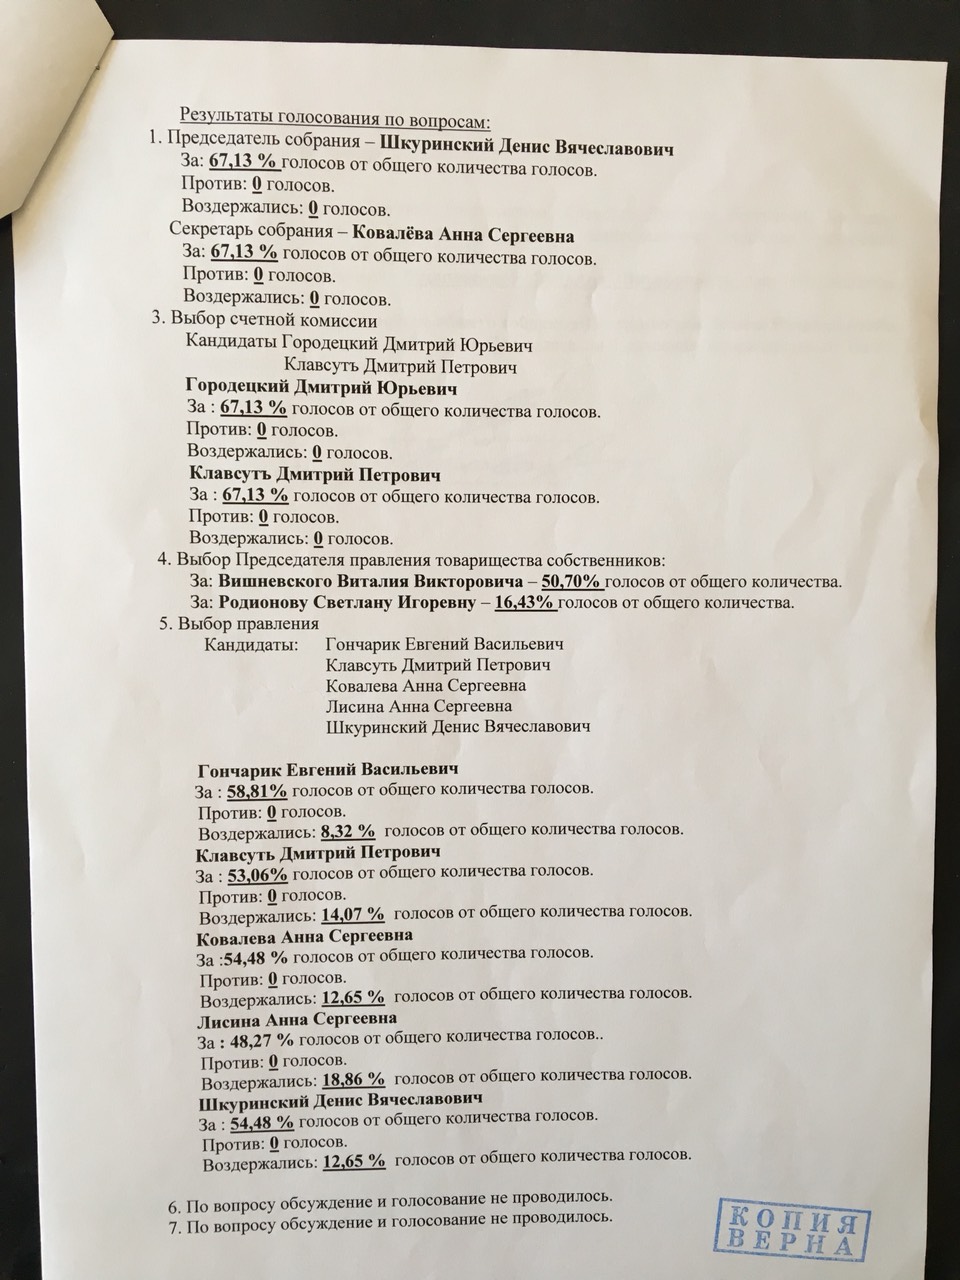 Результаты голосования по вопросам:
1. Председатель собрания – Шкуринский Денис Вячеславович
За: 67,13 % голосов от общего количества голосов.
Против: 0 голосов.
Воздержались: 0 голосов.
Секретарь собрания – Ковалёва Анна Сергеевна
За: 67,13 % голосов от общего количества голосов.
Против: 0 голосов.
Воздержались: 0 голосов.
3. Выбор счетной комиссии
Кандидаты Городецкий Дмитрий Юрьевич
Клавсутъ Дмитрий Петрович
Городецкий Дмитрий Юрьевич
За : 67,13 % голосов от общего количества голосов.
Против: 0 голосов.
Воздержались: 0 голосов.
Клавсутъ Дмитрий Петрович
За : 67,13 % голосов от общего количества голосов.
Против: 0 голосов.
Воздержались: 0 голосов.
4. Выбор Председателя правления товарищества собственников:
За: Вишневского Виталия Викторовича – 50,70% голосов от общего количества.
За: Родионову Светлану Игоревну – 16,43% голосов от общего количества.
5. Выбор правления
Кандидаты: Гончарик Евгений Васильевич
Клавсуть Дмитрий Петрович
Ковалева Анна Сергеевна
Лисина Анна Сергеевна
Шкуринский Денис Вячеславович
Гончарик Евгений Васильевич
За : 58,81% голосов от общего количества голосов.
Против: 0 голосов.
Воздержались: 8,32 % голосов от общего количества голосов.
Клавсуть Дмитрий Петрович
За : 53,06% голосов от общего количества голосов.
Против: 0 голосов.
Воздержались: 14,07 % голосов от общего количества голосов.
Ковалева Анна Сергеевна
За :54,48 % голосов от общего количества голосов.
Против: 0 голосов.
Воздержались: 12,65 % голосов от общего количества голосов.
Лисина Анна Сергеевна
За : 48,27 % голосов от общего количества голосов..
Против: 0 голосов.
Воздержались: 18,86 % голосов от общего количества голосов.
Шкуринский Денис Вячеславович
За : 54,48 % голосов от общего количества голосов.
Против: 0 голосов.
Воздержались: 12,65 % голосов от общего количества голосов.
6. По вопросу обсуждение и голосование не проводилось.
7. По вопросу обсуждение и голосование не проводилось.
КОПИЯ
ВЕРНА